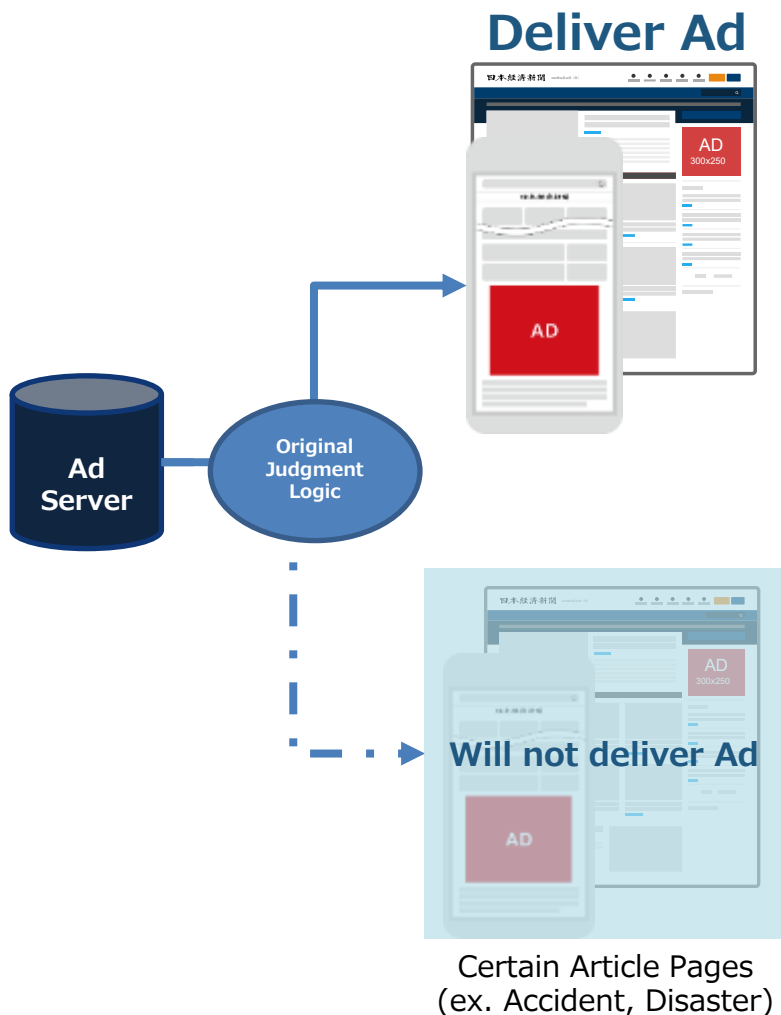 Deliver Ad
日本経済新聞
AD
300x250
日本経済新聞
AD
Original
Judgment
Logic
Ad
Server
日本経済新聞
AD
300x250
日本経済新聞
Will not deliver Ad
AD
Certain Article Pages
(ex. Accident, Disaster)